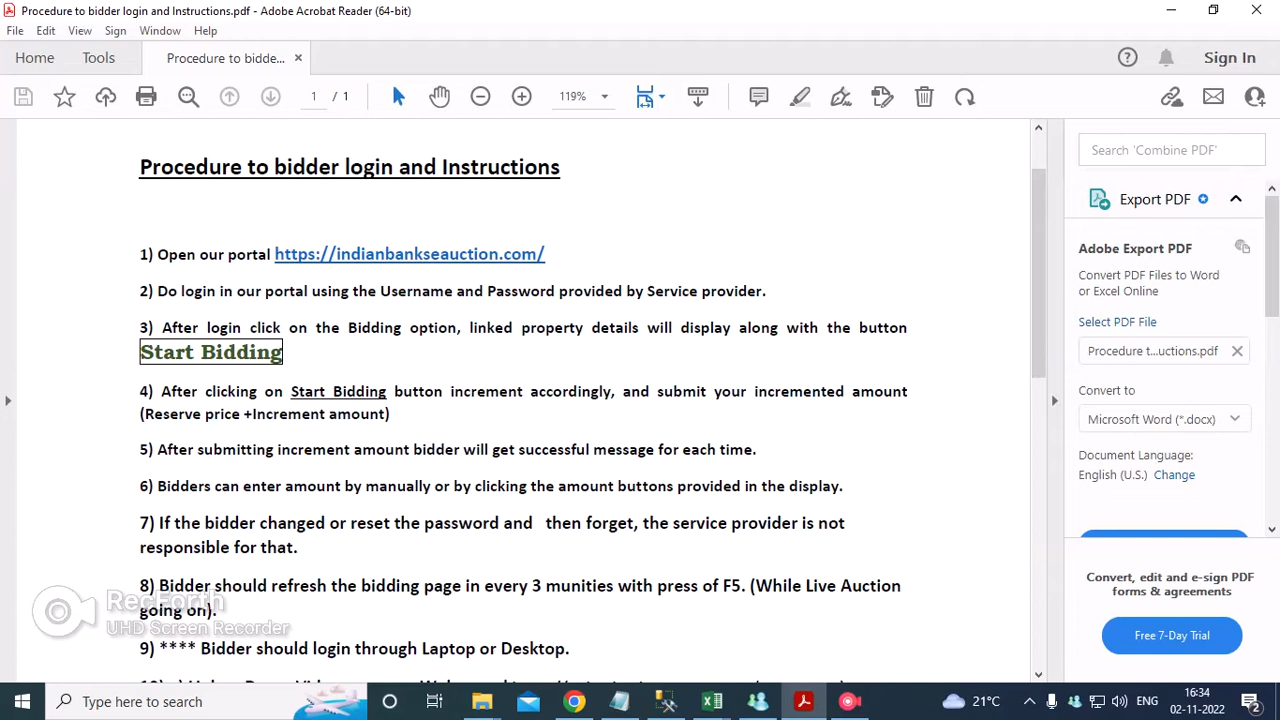 Procedure to bidder login and Instructions.pdf - Adobe Acrobat Reader (64-bit)
File Edit View Sign Window Help
Home Tools Procedure to bidde... Sign In
1 / 1 119%
Procedure to bidder login and Instructions
1) Open our portal https://indianbankseauction.com/
2) Do login in our portal using the Username and Password provided by Service provider.
3) After login click on the Bidding option, linked property details will display along with the button
Start Bidding
4) After clicking on Start Bidding button increment accordingly, and submit your incremented amount
(Reserve price +Increment amount)
5) After submitting increment amount bidder will get successful message for each time.
6) Bidders can enter amount by manually or by clicking the amount buttons provided in the display.
7) If the bidder changed or reset the password and then forget, the service provider is not
responsible for that.
8) Bidder should refresh the bidding page in every 3 munities with press of F5. (While Live Auction
going on).
9) **** Bidder should login through Laptop or Desktop.
RecForth
UHD Screen Recorder
Search 'Combine PDF'
Export PDF
Adobe Export PDF
Convert PDF Files to Word
or Excel Online
Select PDF File
Procedure t...uctions.pdf
Convert to
Microsoft Word (*.docx)
Document Language:
English (U.S.) Change
Convert, edit and e-sign PDF
forms & agreements
Free 7-Day Trial
Type here to search
21°C ENG
16:34
02-11-2022
2